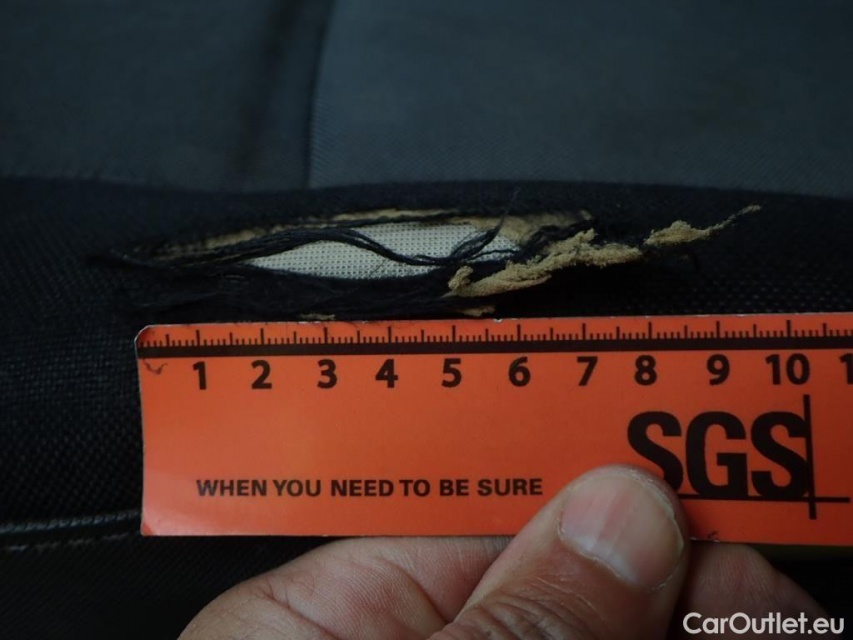 1 2 3 4 5 6 7 8 9 10 1
SGS
WHEN YOU NEED TO BE SURE
CarOutlet.eu